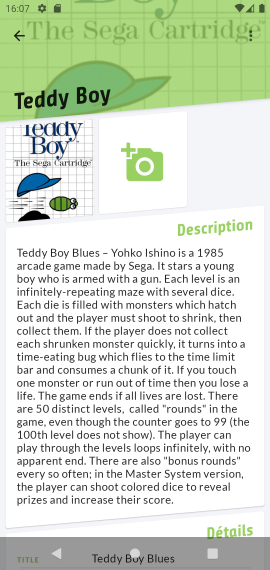 16:07
The Sega Cartridge™
Teddy Boy
Teddy
Boy™
The Sega Cartridge™
Description
Teddy Boy Blues – Yohko Ishino is a 1985
arcade game made by Sega. It stars a young
boy who is armed with a gun. Each level is an
infinitely-repeating maze with several dice.
Each die is filled with monsters which hatch
out and the player must shoot to shrink, then
collect them. If the player does not collect
each shrunken monster quickly, it turns into a
time-eating bug which flies to the time limit
bar and consumes a chunk of it. If you touch
one monster or run out of time then you lose a
life. The game ends if all lives are lost. There
are 50 distinct levels, called "rounds" in the
game, even though the counter goes to 99 (the
100th level does not show). The player can
play through the levels loops infinitely, with no
apparent end. There are also "bonus rounds"
every so often; in the Master System version,
the player can shoot colored dice to reveal
prizes and increase their score.
Détails
TITLE Teddy Boy Blues